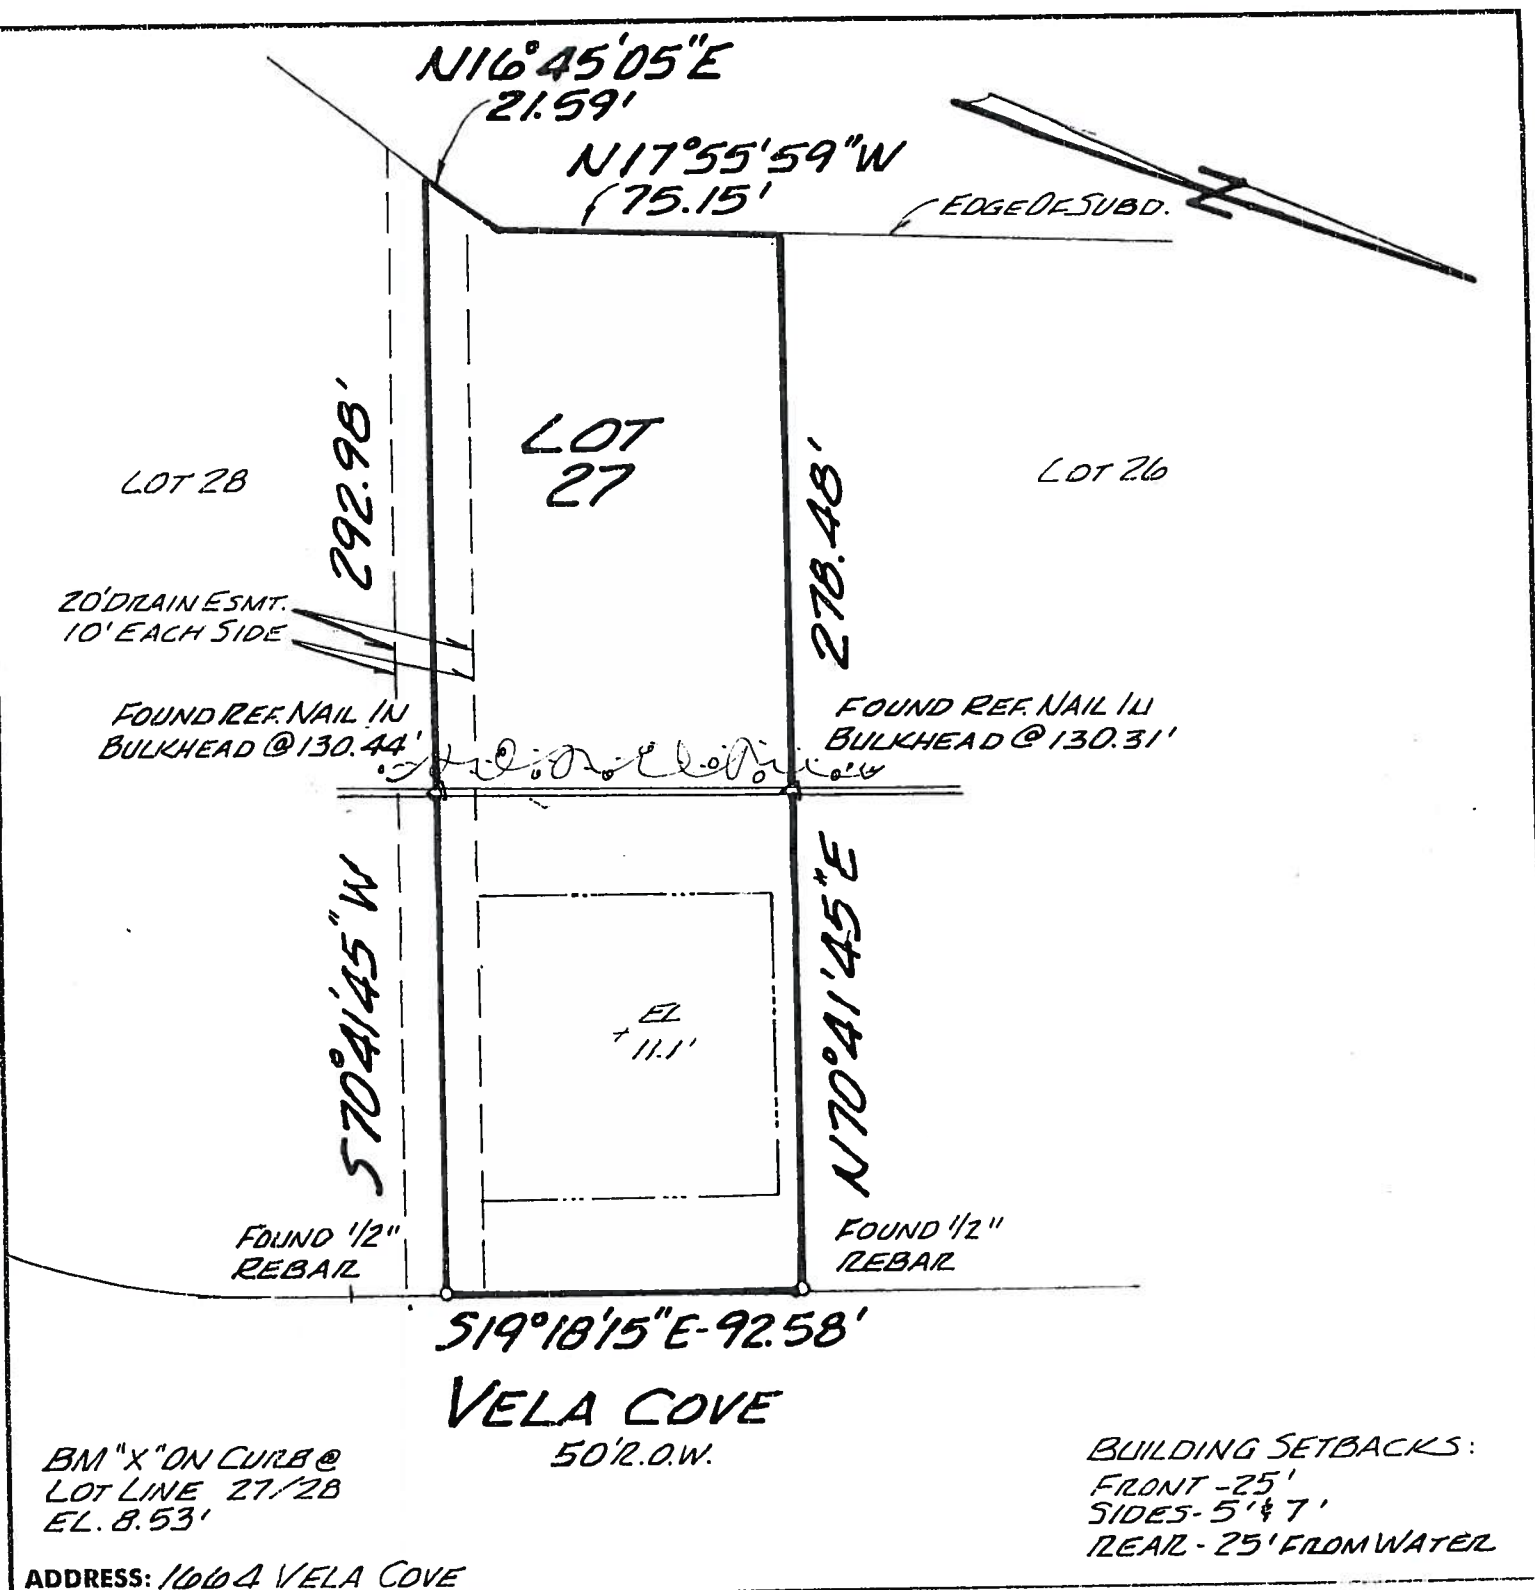 N16°45'05"E
21.59'
N17°55'59"W
75.15'
EDGE OF SUBD.
N
LOT
27
292.98'
LOT 28
278.48'
LOT 26
20' DRAIN ESMT.
10' EACH SIDE
FOUND REF. NAIL IN
BULKHEAD @ 130.44'
FOUND REF. NAIL IN
BULKHEAD @ 130.31'
S70°41'45"W
EL
11.1'
N70°41'45"E
FOUND 1/2"
REBAR
FOUND 1/2"
REBAR
S19°18'15"E-92.58'
VELA COVE
50' R.O.W.
BM "X" ON CURB @
LOT LINE 27/28
EL. 8.53'
BUILDING SETBACKS:
FRONT - 25'
SIDES - 5' & 7'
REAR - 25' FROM WATER
ADDRESS: 1664 VELA COVE